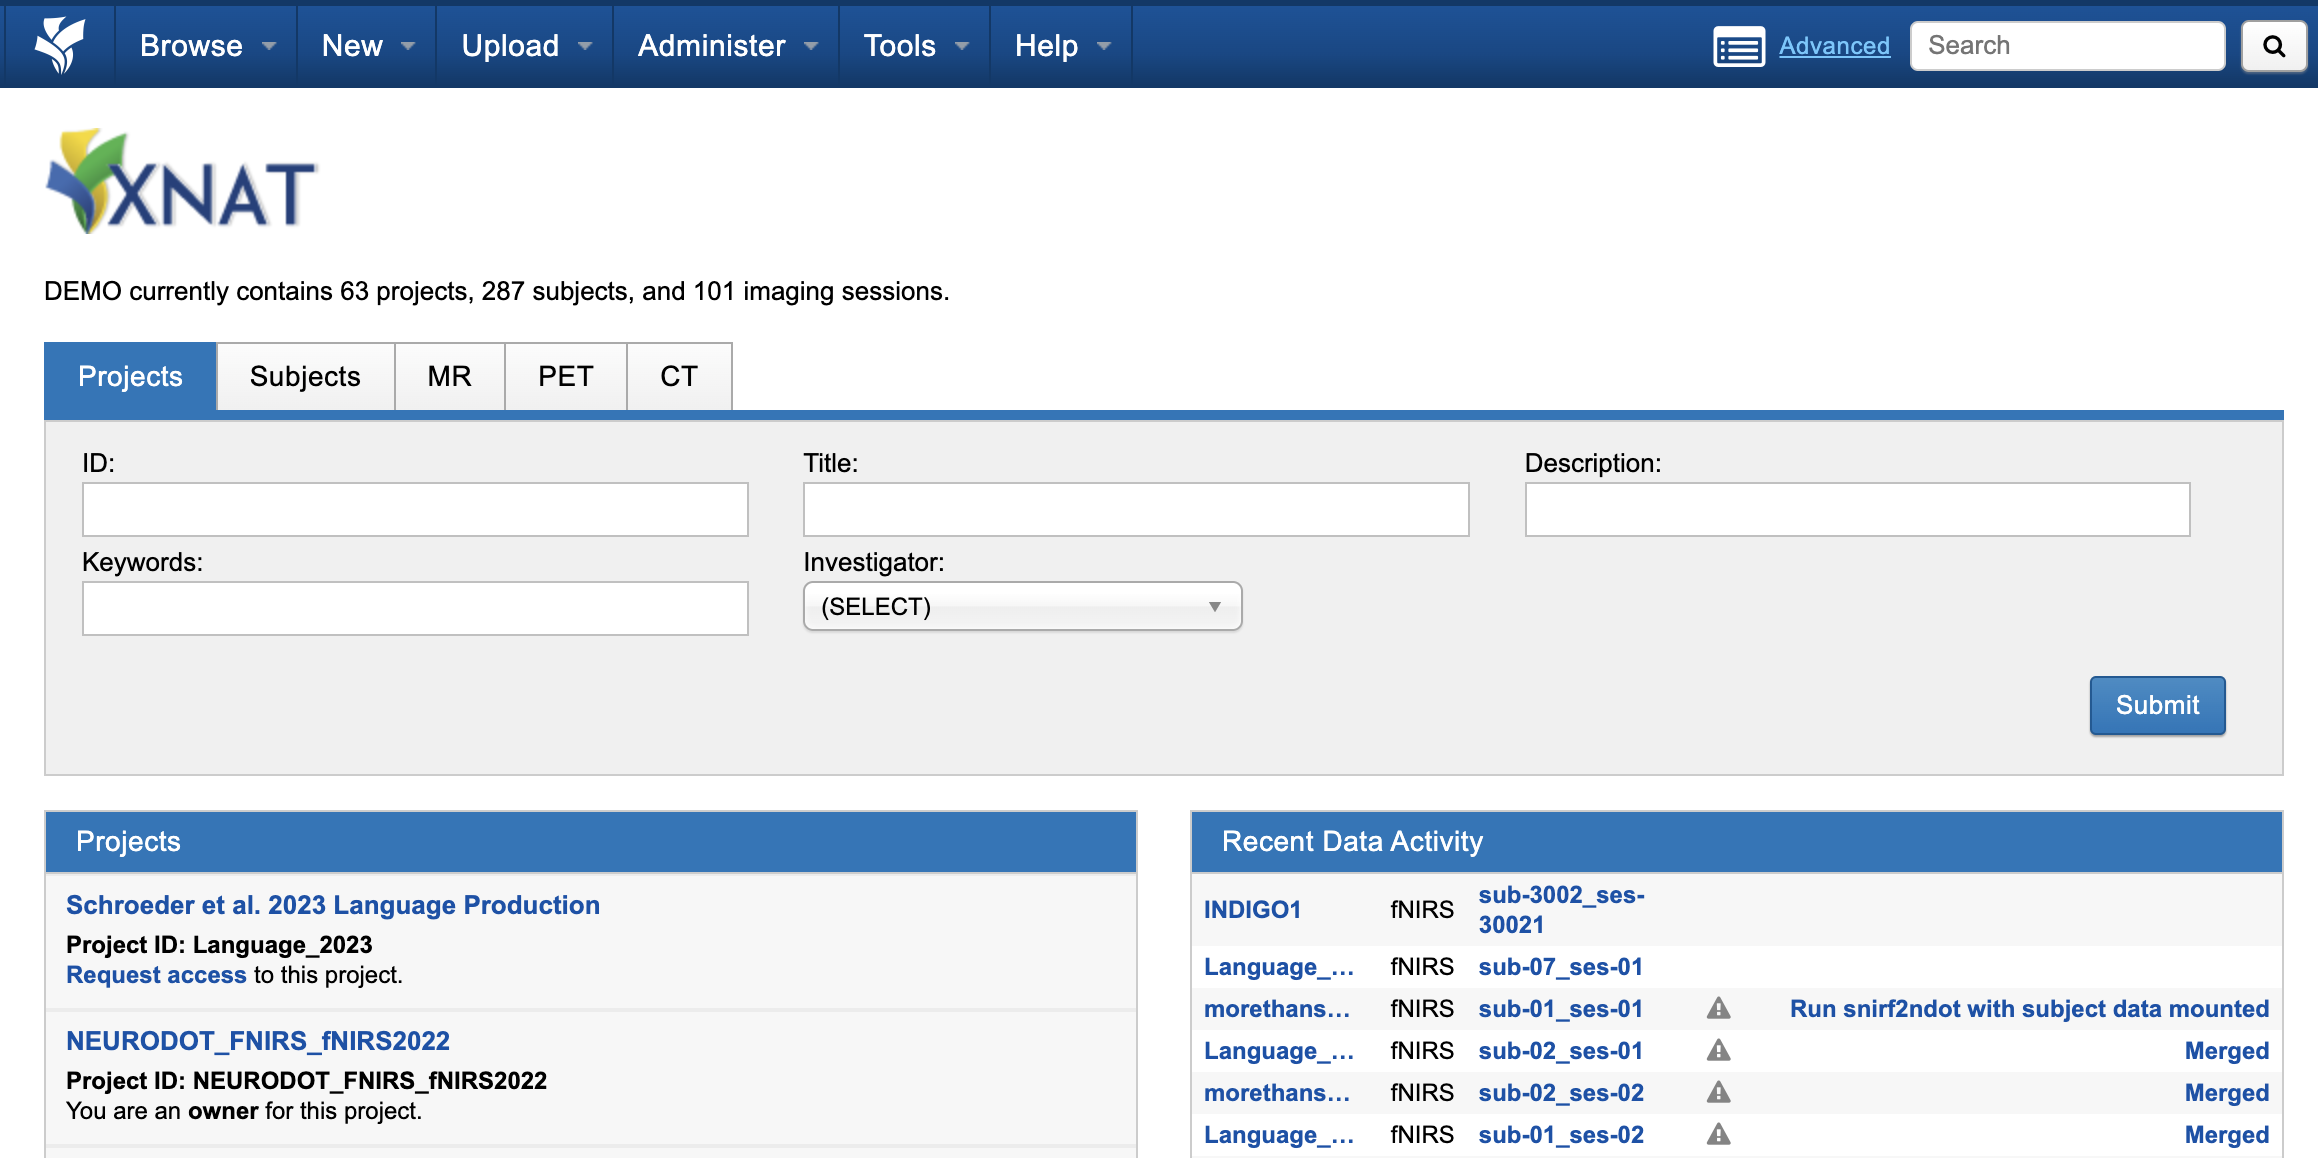 Browse New Upload Administer Tools Help Advanced Search
XNAT
DEMO currently contains 63 projects, 287 subjects, and 101 imaging sessions.
Projects Subjects MR PET CT
ID: Title: Description:
Keywords: Investigator:
(SELECT)
Submit
Projects
Schroeder et al. 2023 Language Production
Project ID: Language_2023
Request access to this project.
NEURODOT_FNIRS_fNIRS2022
Project ID: NEURODOT_FNIRS_fNIRS2022
You are an owner for this project.
Recent Data Activity
INDIGO1 fNIRS sub-3002_ses-
30021
Language_... fNIRS sub-07_ses-01
morethans... fNIRS sub-01_ses-01 Run snirf2ndot with subject data mounted
Language_... fNIRS sub-02_ses-01 Merged
morethans... fNIRS sub-02_ses-02 Merged
Language_... fNIRS sub-01_ses-02 Merged